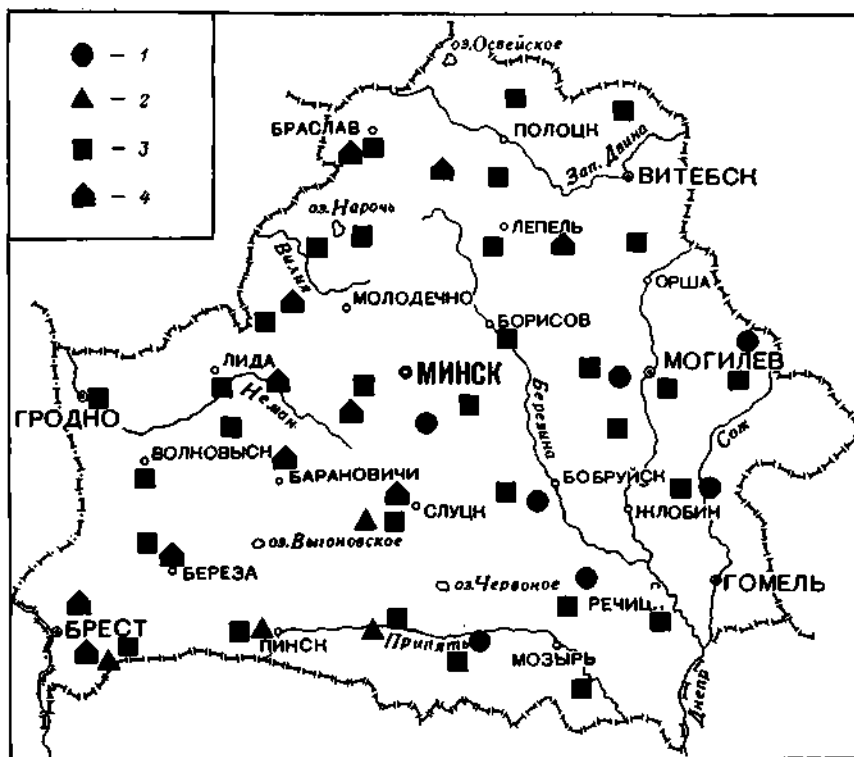 – 1
– 2
– 3
– 4
оз.Освейское
БРАСЛАВ
ПОЛОЦК
Зап. Двина
ВИТЕБСК
оз.Нарочь
ЛЕПЕЛЬ
Вилия
МОЛОДЕЧНО
ОРША
БОРИСОВ
ЛИДА
МИНСК
МОГИЛЕВ
Неман
Березина
ГРОДНО
Сож
ВОЛКОВЫСК
БАРАНОВИЧИ
БОБРУЙСК
СЛУЦК
ЖЛОБИН
оз.Выгоновское
БЕРЕЗА
оз.Червоное
ГОМЕЛЬ
РЕЧИЦ
БРЕСТ
ПИНСК
Припять
МОЗЫРЬ
Днепр